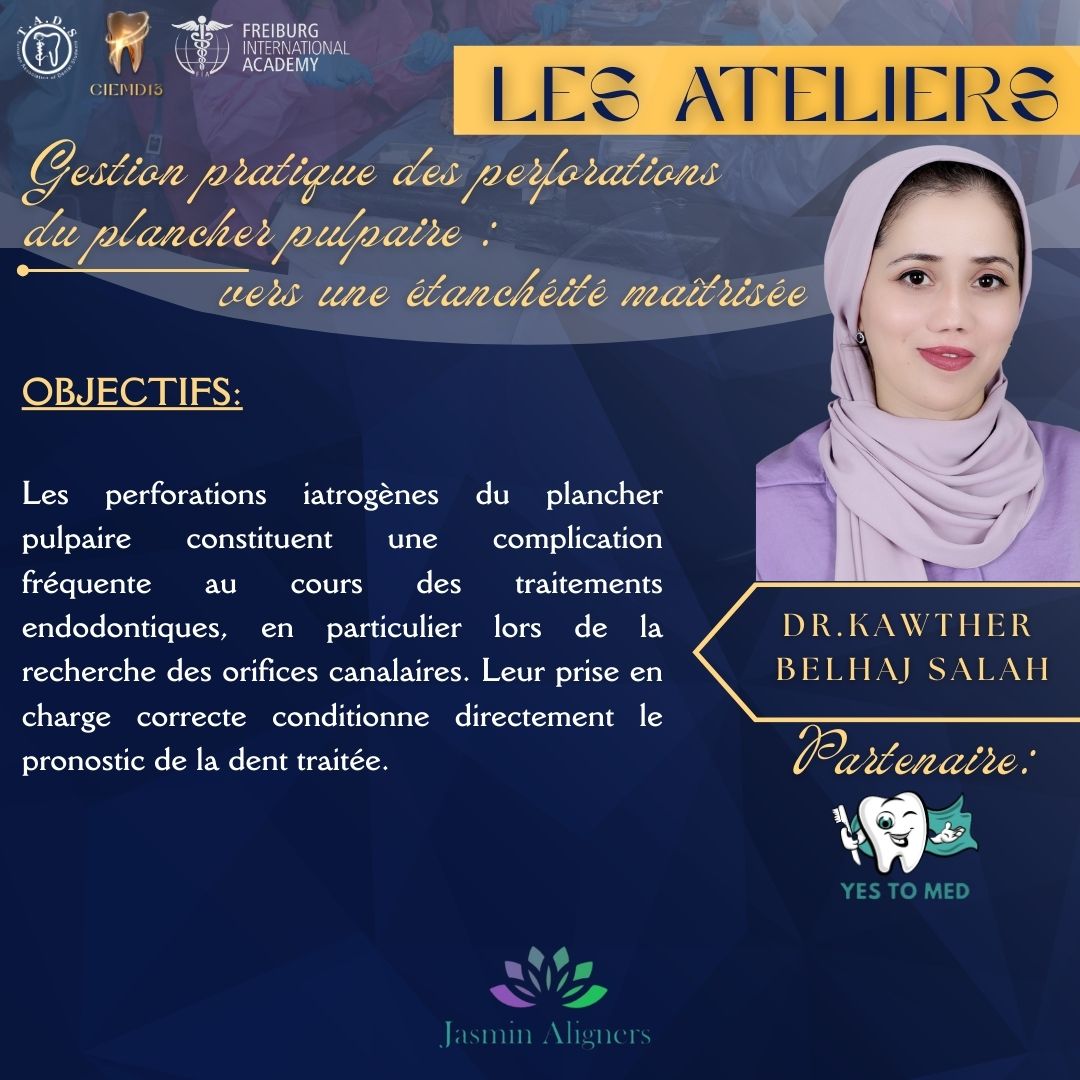 T.A.D.S
CIEMD13
FREIBURG
INTERNATIONAL
ACADEMY
FIA
LES ATELIERS
Gestion pratique des perforations
du plancher pulpaire :
vers une étanchéité maîtrisée
OBJECTIFS:
Les perforations iatrogènes du plancher
pulpaire constituent une complication
fréquente au cours des traitements
endodontiques, en particulier lors de la
recherche des orifices canalaires. Leur prise en
charge correcte conditionne directement le
pronostic de la dent traitée.
DR.KAWTHER
BELHAJ SALAH
Partenaire:
YES TO MED
Jasmin Aligners